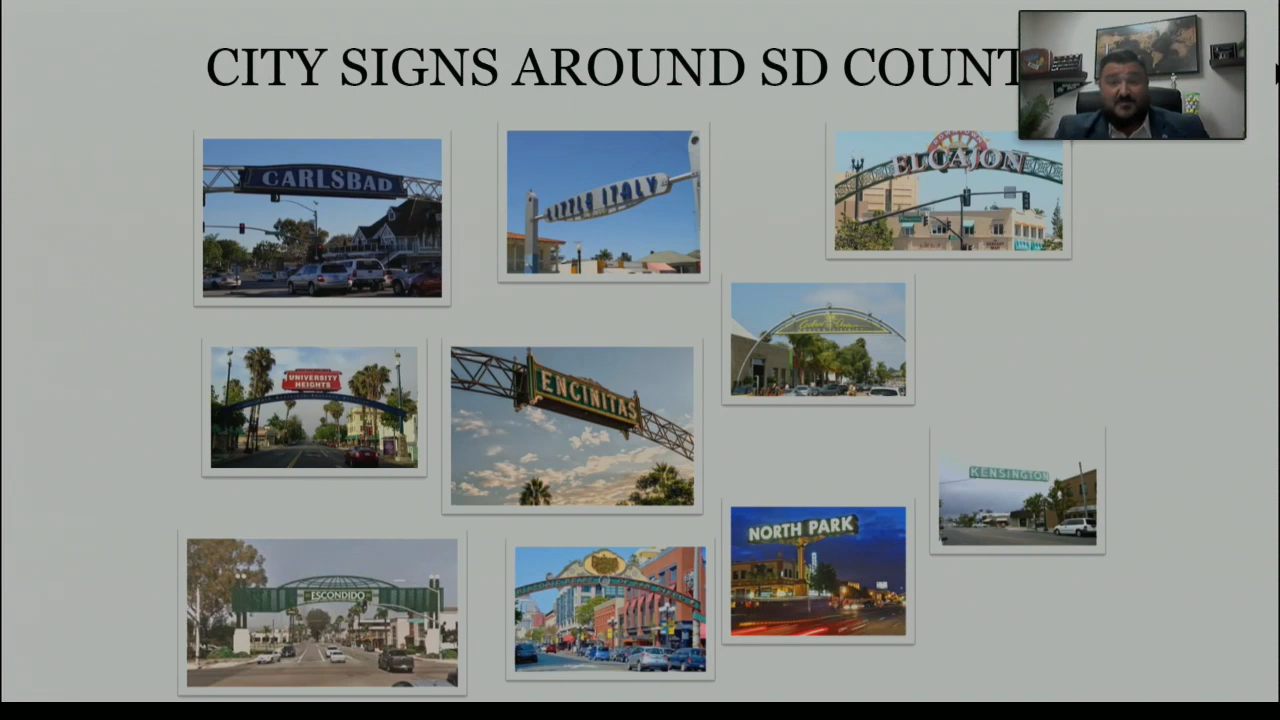 CITY SIGNS AROUND SD COUNT
CARLSBAD
LITTLE ITALY
EL CAJON
UNIVERSITY
HEIGHTS
ENCINITAS
KENSINGTON
ESCONDIDO
NORTH PARK